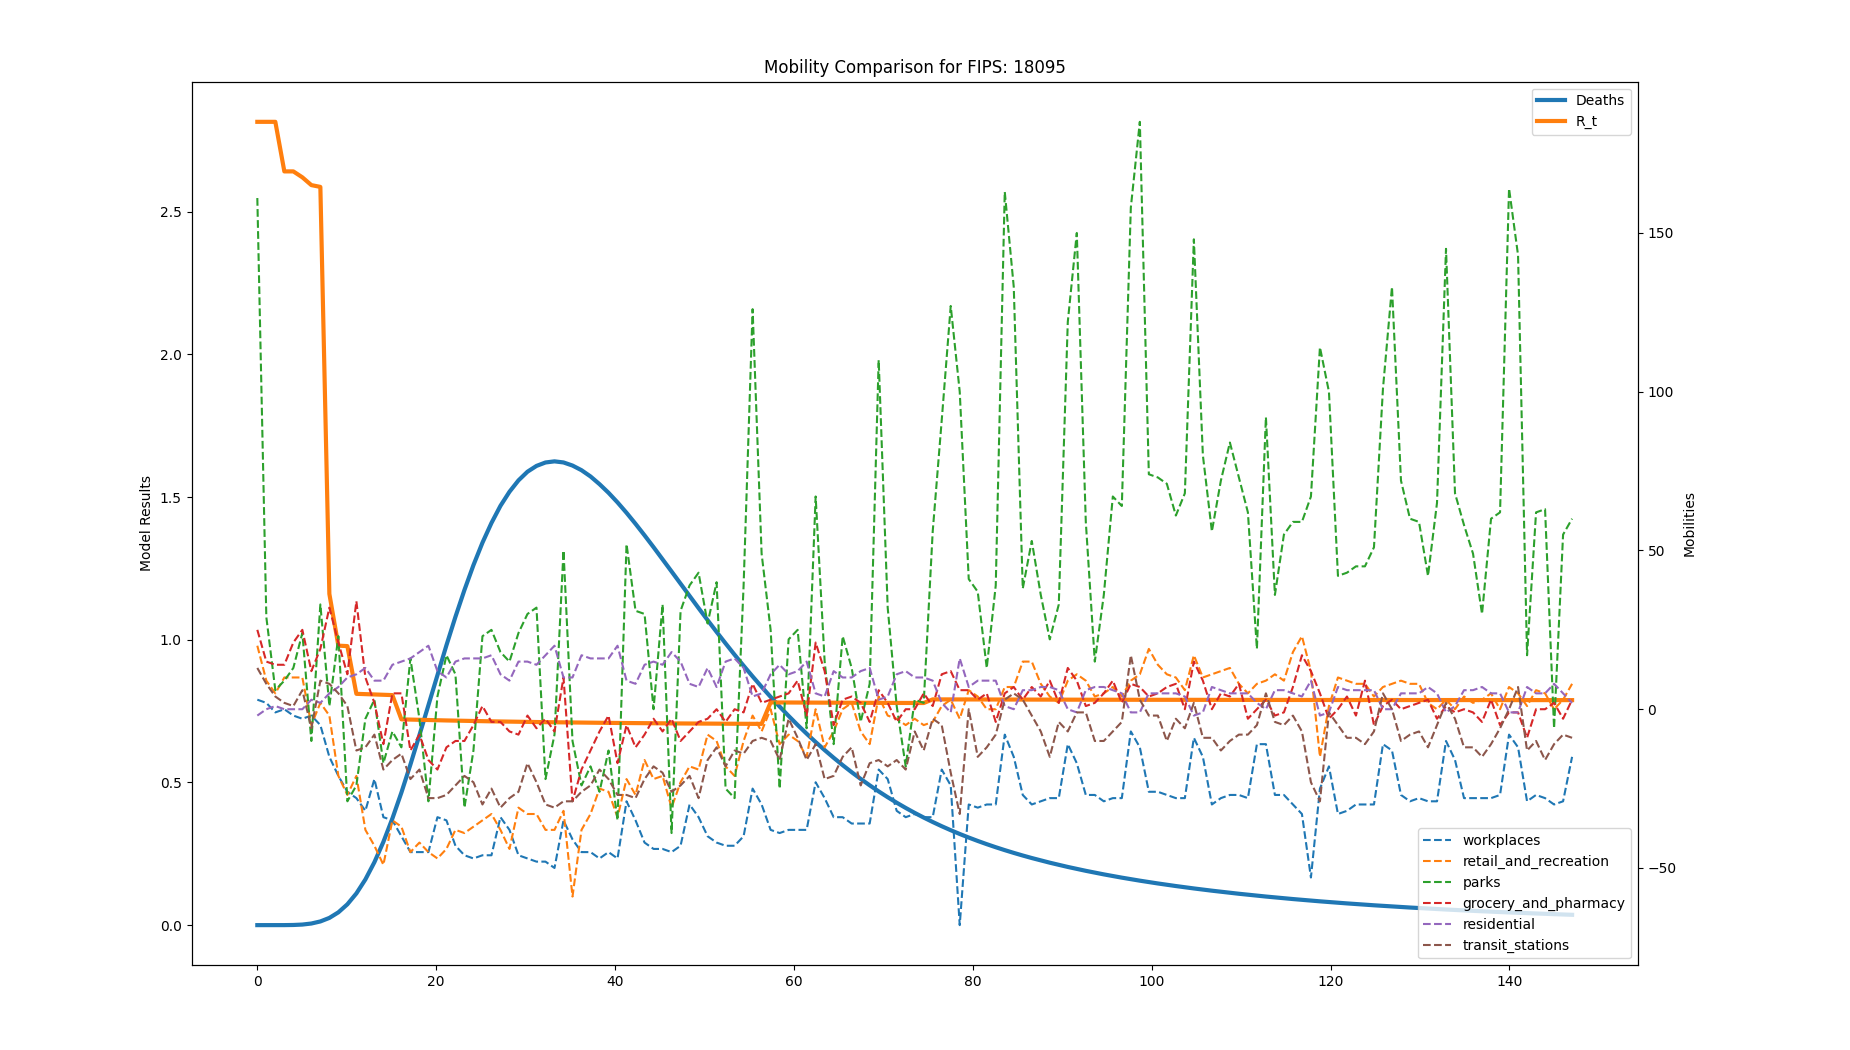 Mobility Comparison for FIPS: 18095
Deaths
R_t
Model Results
2.5
2.0
1.5
1.0
0.5
0.0
Mobilities
150
100
50
0
−50
workplaces
retail_and_recreation
parks
grocery_and_pharmacy
residential
transit_stations
0 20 40 60 80 100 120 140